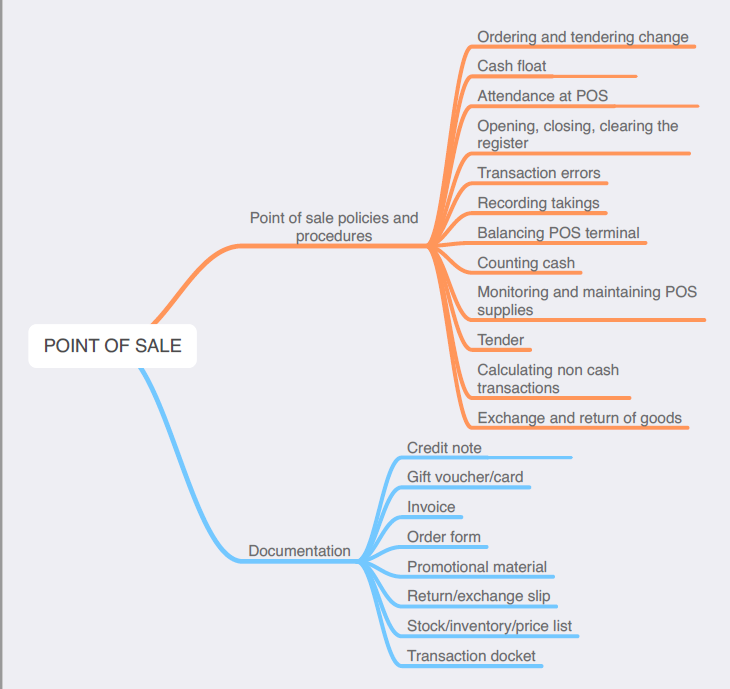 Ordering and tendering change
Cash float
Attendance at POS
Opening, closing, clearing the
register
Transaction errors
Point of sale policies and
procedures
Recording takings
Balancing POS terminal
Counting cash
Monitoring and maintaining POS
supplies
Tender
Calculating non cash
transactions
Exchange and return of goods
POINT OF SALE
Documentation
Credit note
Gift voucher/card
Invoice
Order form
Promotional material
Return/exchange slip
Stock/inventory/price list
Transaction docket